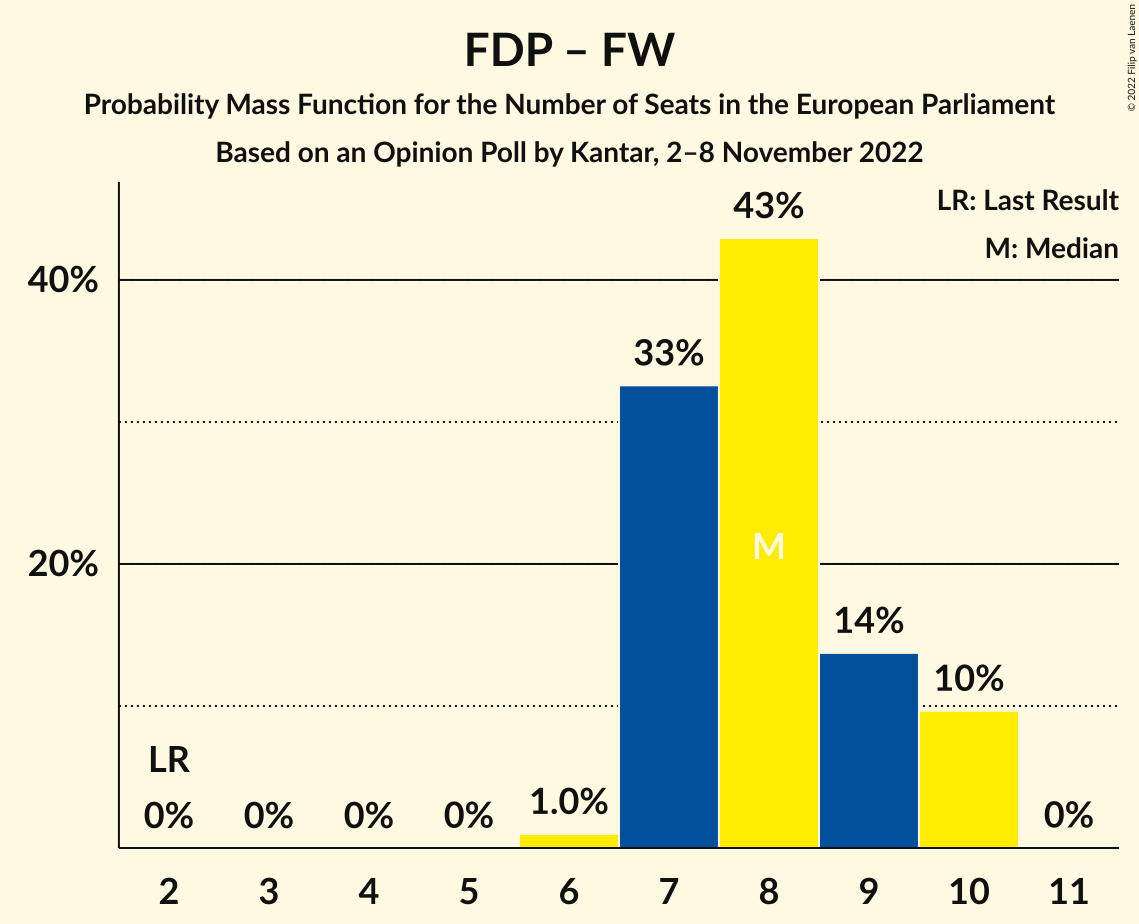 FDP – FW
Probability Mass Function for the Number of Seats in the European Parliament
Based on an Opinion Poll by Kantar, 2–8 November 2022
© 2022 Filip van Laenen
LR: Last Result
M: Median
43%
40%
33%
M
20%
14%
10%
LR
0%
0%
0%
0%
1.0%
0%
2
3
4
5
6
7
8
9
10
11